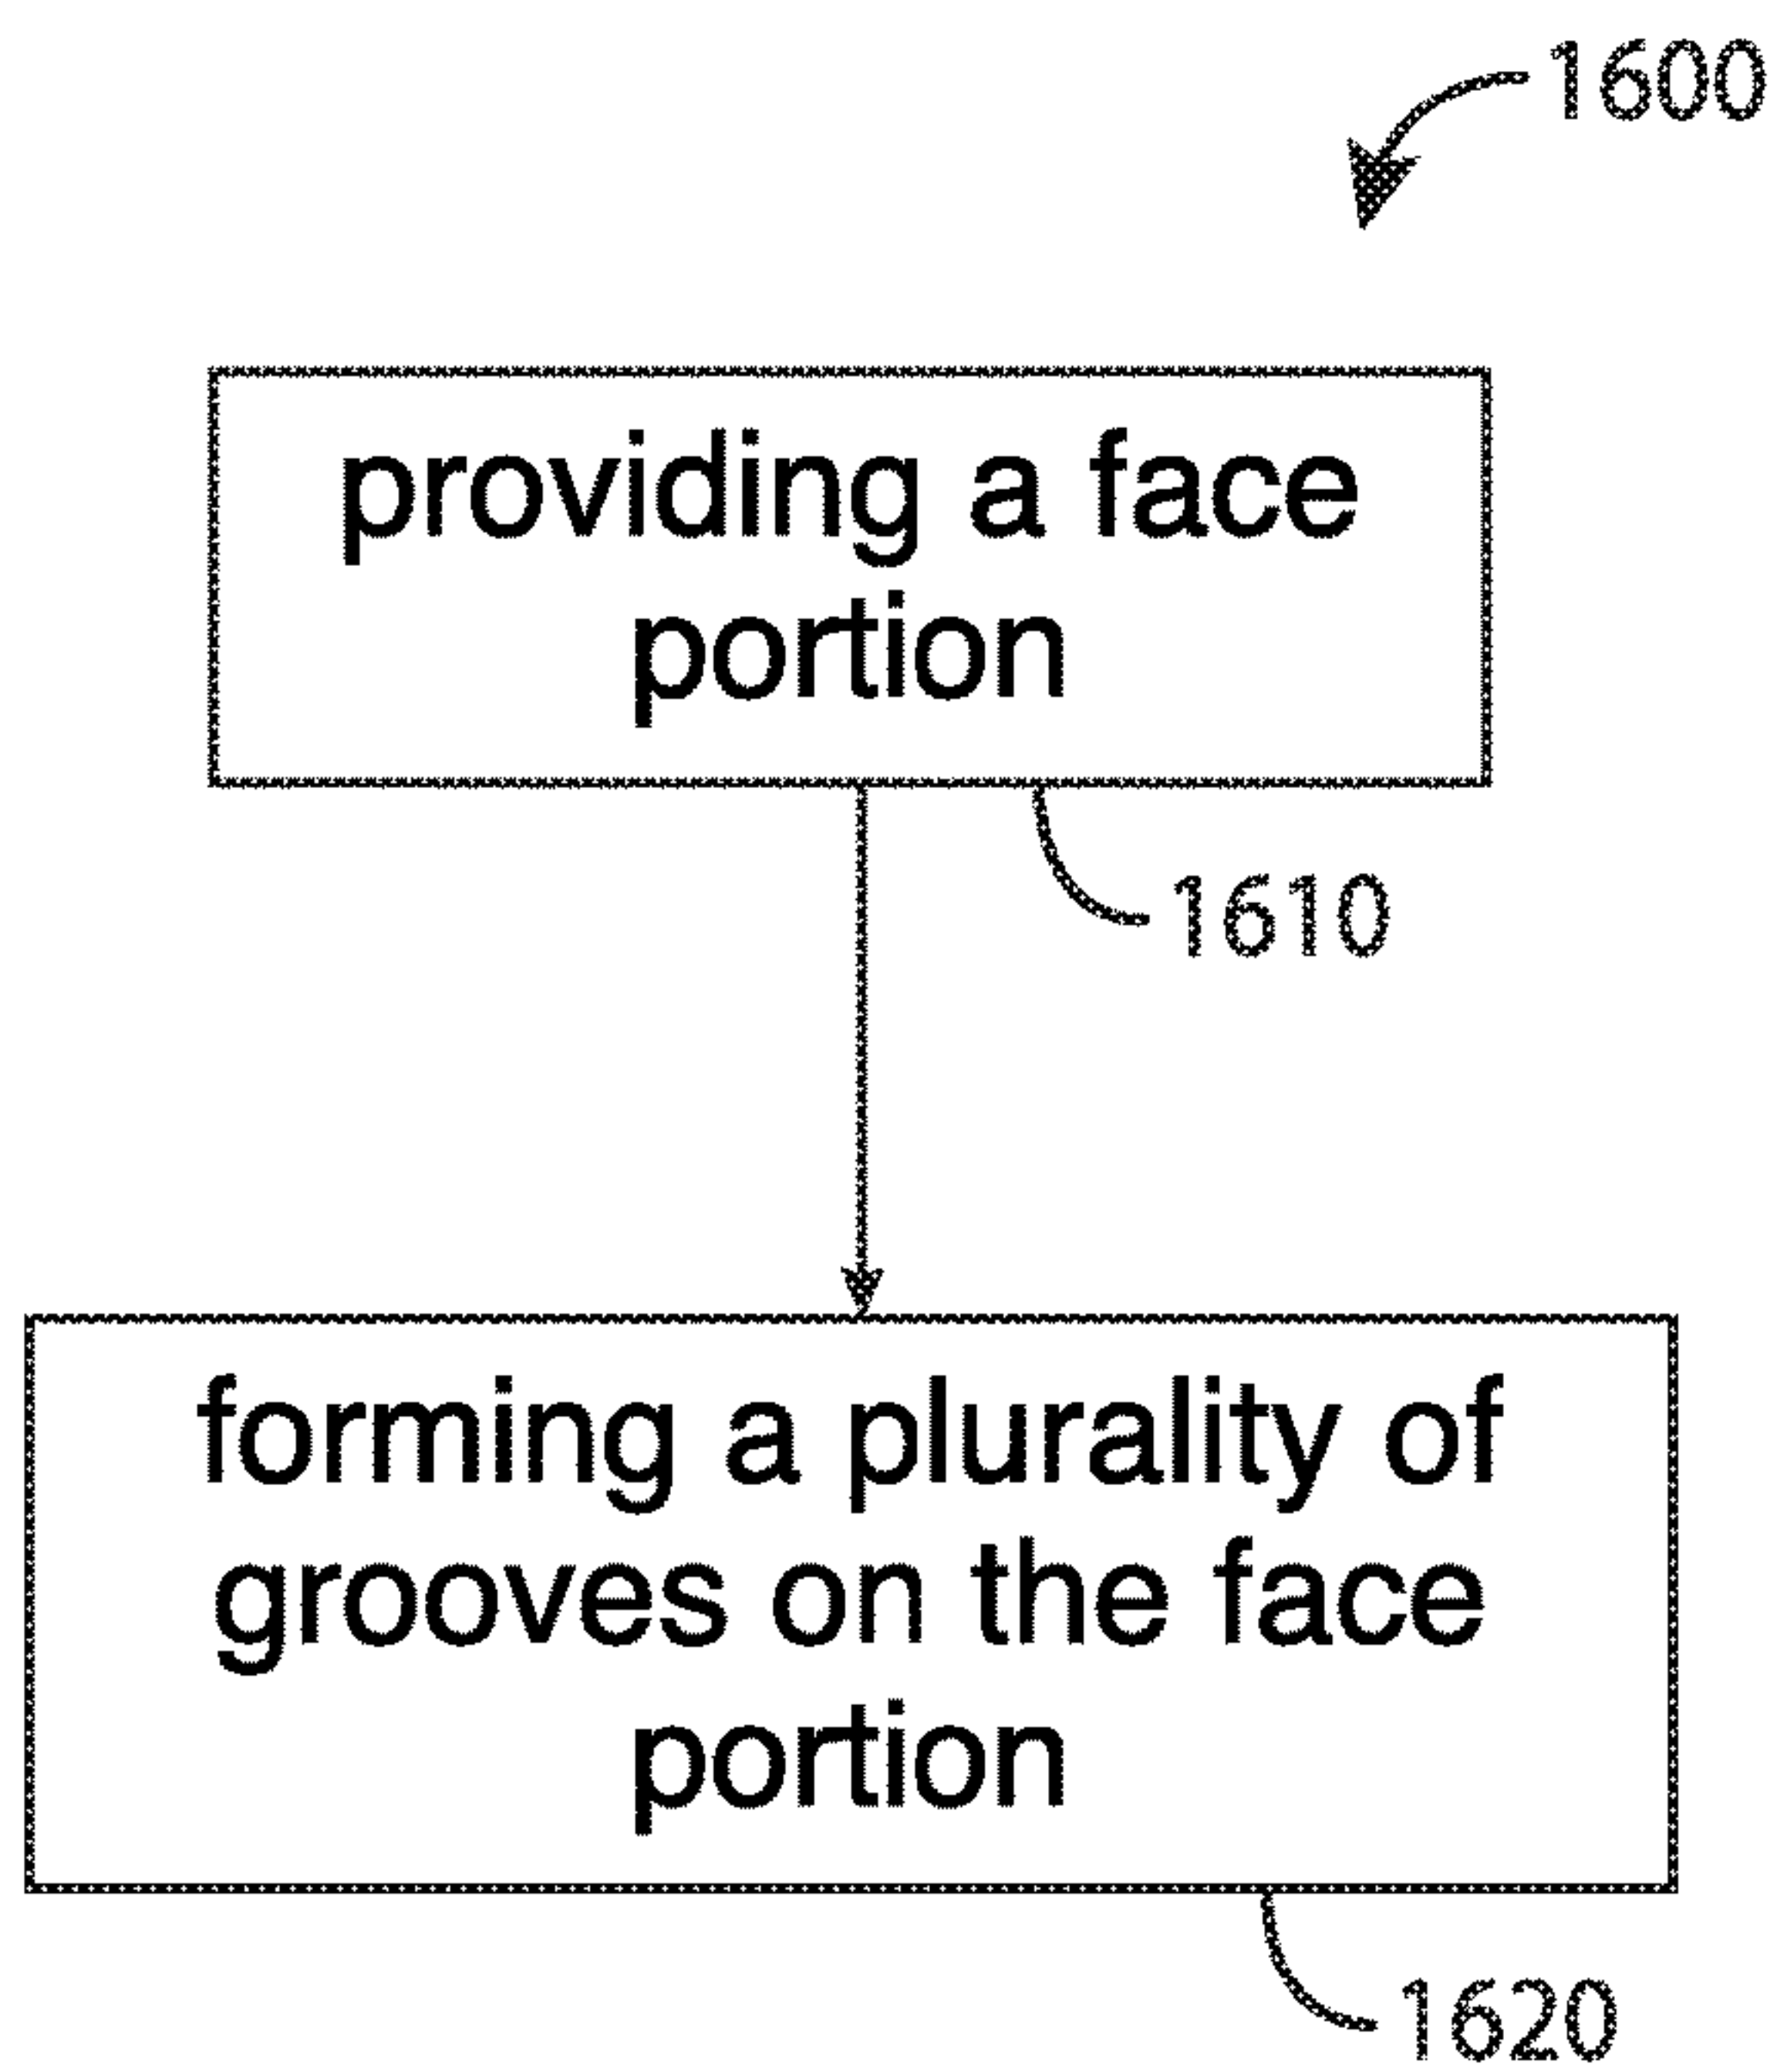 1600
providing a face
portion
1610
forming a plurality of
grooves on the face
portion
1620